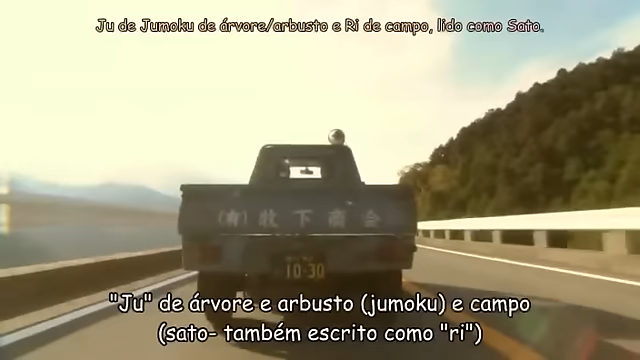 Ju de Jumoku de árvore/arbusto e Ri de campo, lido como Sato.
(有) 牧下商会
10-30
"Ju" de árvore e arbusto (jumoku) e campo
(sato- também escrito como "ri")